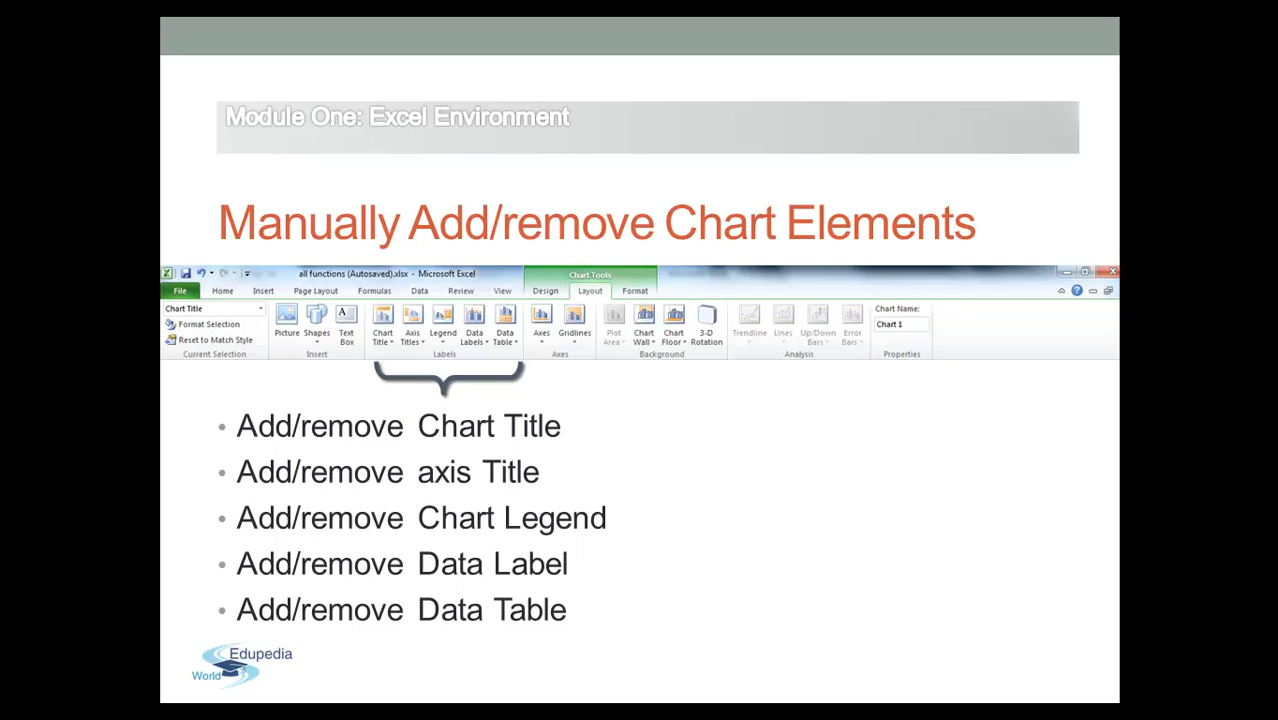 Module One: Excel Environment
Manually Add/remove Chart Elements
all functions (Autosaved).xlsx - Microsoft Excel
Chart Tools
File Home Insert Page Layout Formulas Data Review View Design Layout Format
Chart Title
Format Selection
Reset to Match Style
Current Selection
Picture Shapes Text Box
Insert
Chart Title Axis Titles Legend Data Labels Data Table
Labels
Axes Gridlines
Axes
Plot Area Chart Wall Chart Floor 3-D Rotation
Background
Trendline Lines Up/Down Bars Error Bars
Analysis
Chart Name:
Chart 1
Properties
• Add/remove Chart Title
• Add/remove axis Title
• Add/remove Chart Legend
• Add/remove Data Label
• Add/remove Data Table
Edupedia
World